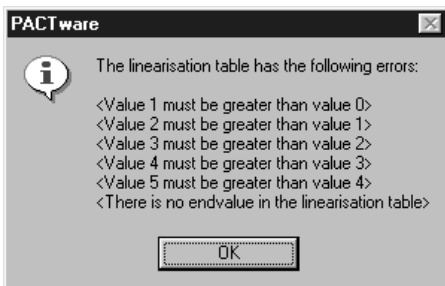 PACTware
The linearisation table has the following errors:
<Value 1 must be greater than value 0>
<Value 2 must be greater than value 1>
<Value 3 must be greater than value 2>
<Value 4 must be greater than value 3>
<Value 5 must be greater than value 4>
<There is no endvalue in the linearisation table>
OK